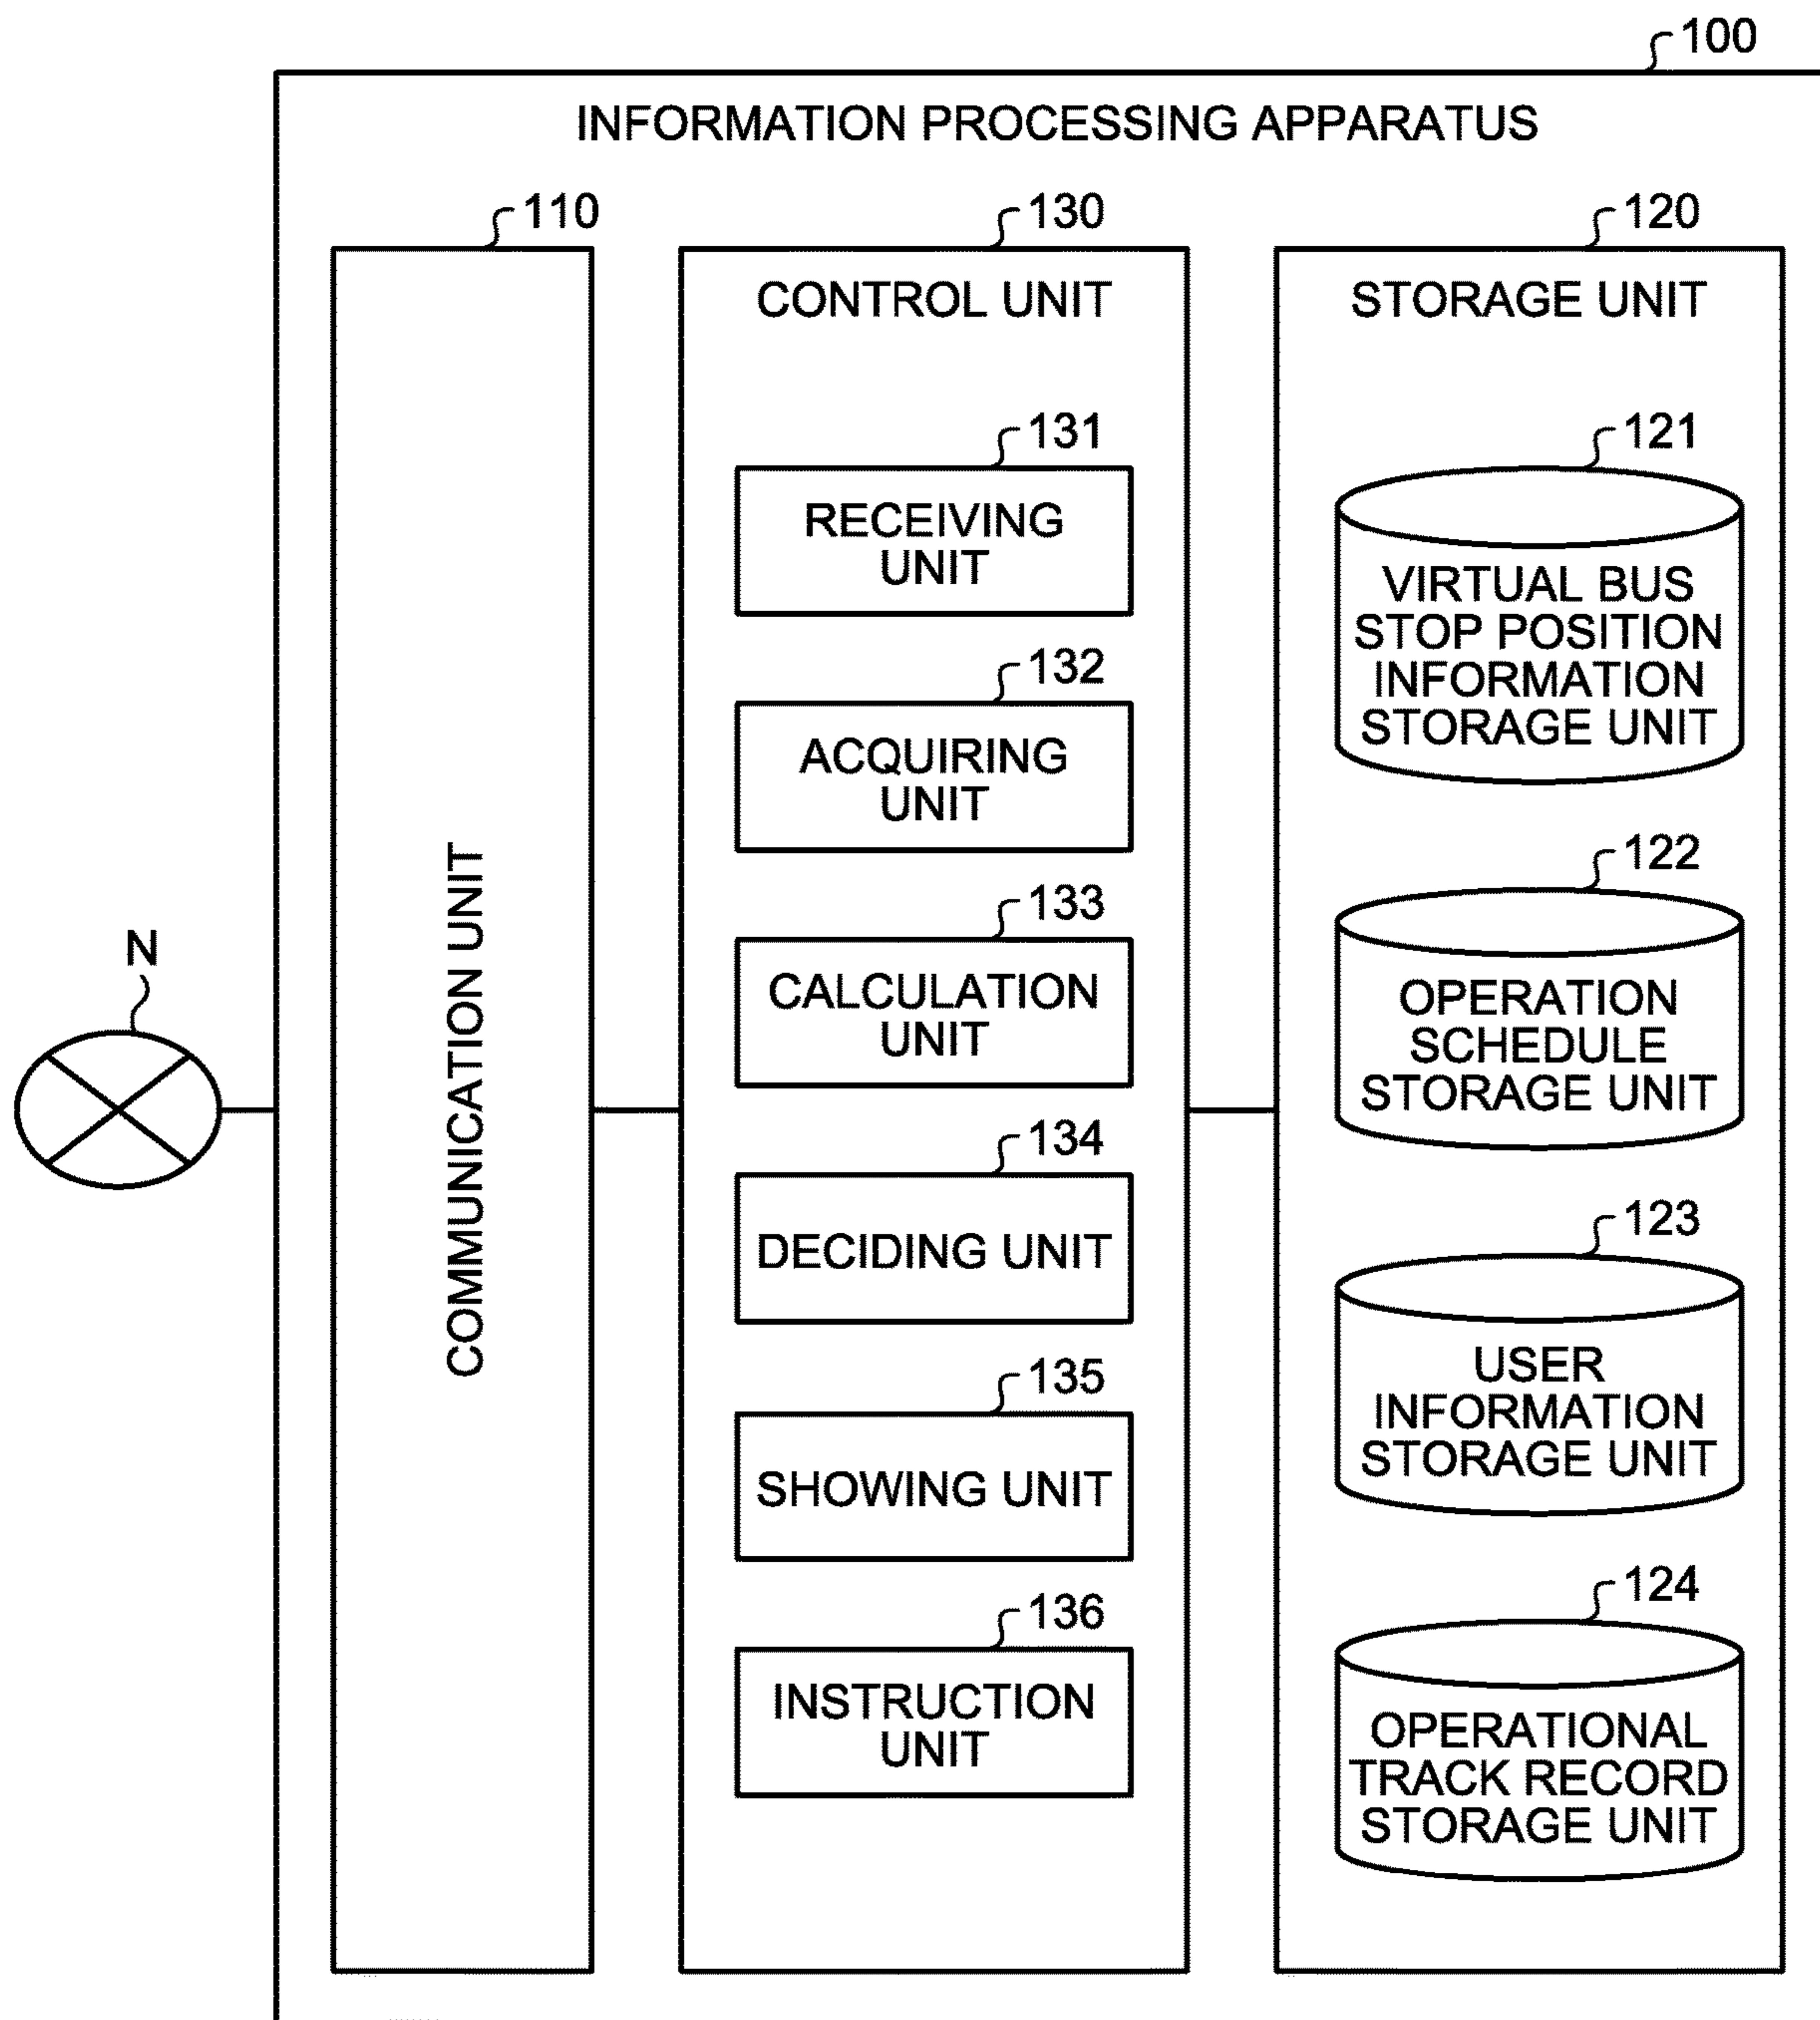 100
INFORMATION PROCESSING APPARATUS
110
130
120
CONTROL UNIT
STORAGE UNIT
COMMUNICATION UNIT
N
131
RECEIVING
UNIT
132
ACQUIRING
UNIT
133
CALCULATION
UNIT
134
DECIDING UNIT
135
SHOWING UNIT
136
INSTRUCTION
UNIT
121
VIRTUAL BUS
STOP POSITION
INFORMATION
STORAGE UNIT
122
OPERATION
SCHEDULE
STORAGE UNIT
123
USER
INFORMATION
STORAGE UNIT
124
OPERATIONAL
TRACK RECORD
STORAGE UNIT